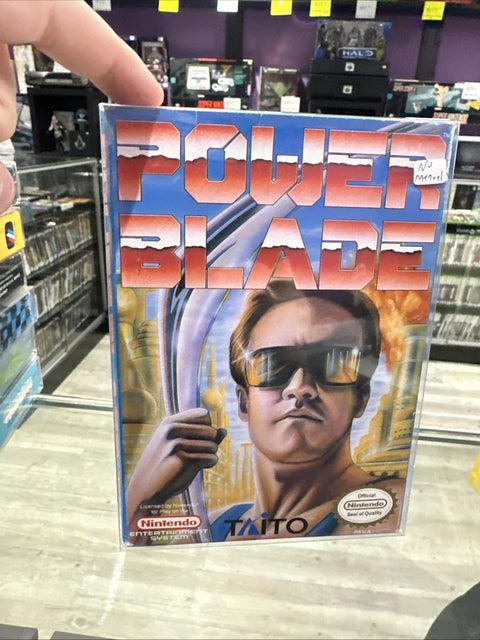 HALO
POWER
No
Manual
BLADE
Licensed by Nintendo
for Play on the
Nintendo
ENTERTAINMENT
SYSTEM
TAITO
Official
Nintendo
Seal of Quality